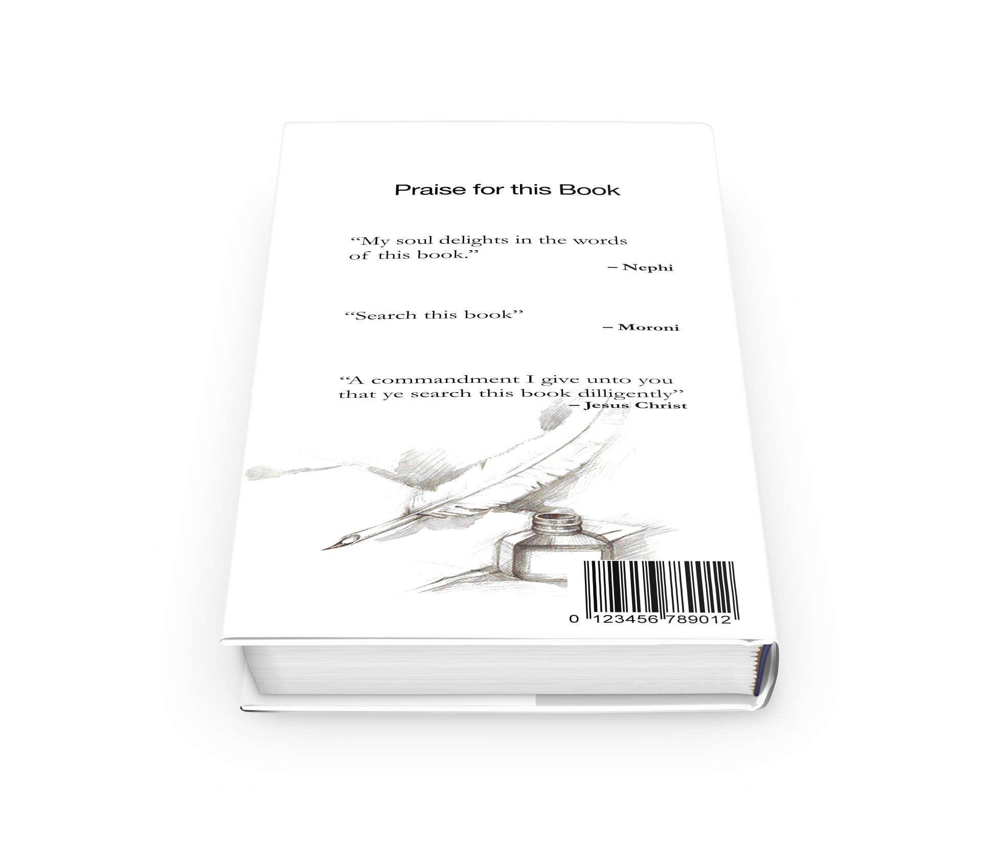 Praise for this Book
“My soul delights in the words
of this book.”
– Nephi
“Search this book”
– Moroni
“A commandment I give unto you
that ye search this book dilligently”
– Jesus Christ
0 123456 789012